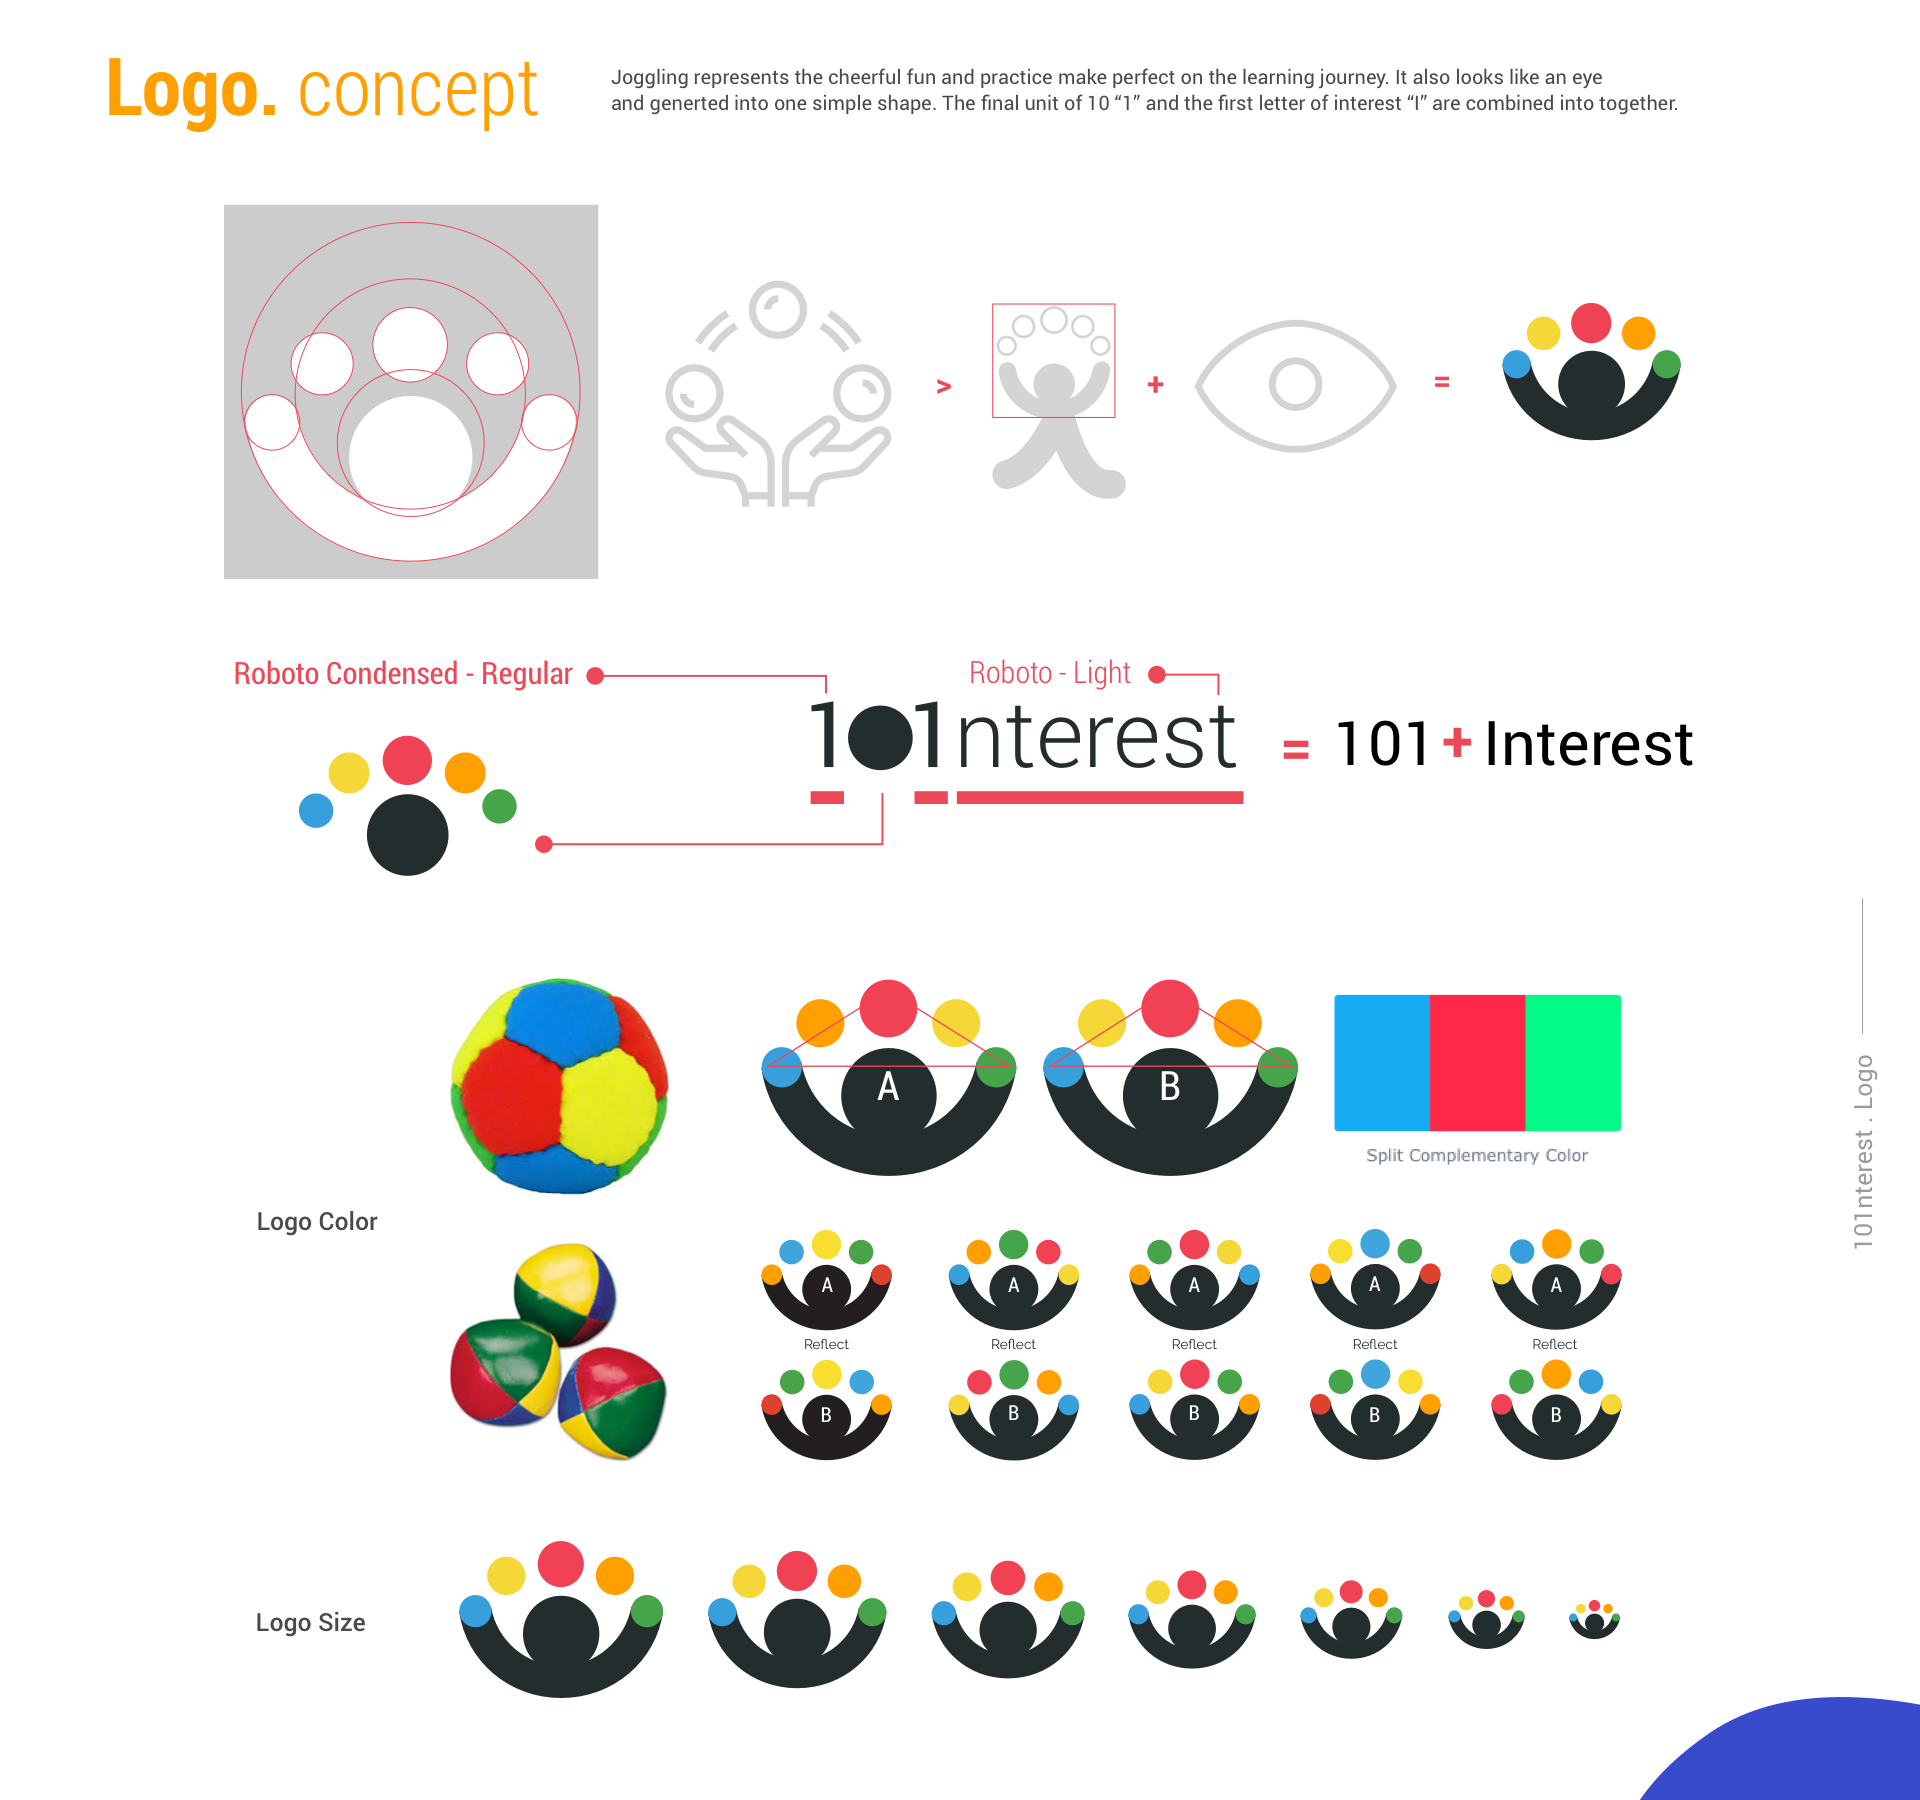 Logo. concept
Joggling represents the cheerful fun and practice make perfect on the learning journey. It also looks like an eye
and generted into one simple shape. The final unit of 10 “1” and the first letter of interest “I” are combined into together.
>
+
=
Roboto Condensed - Regular
Roboto - Light
101nterest = 101 + Interest
A
B
Split Complementary Color
Logo Color
A
A
A
A
A
Reflect
Reflect
Reflect
Reflect
Reflect
B
B
B
B
B
Logo Size
101nterest . Logo